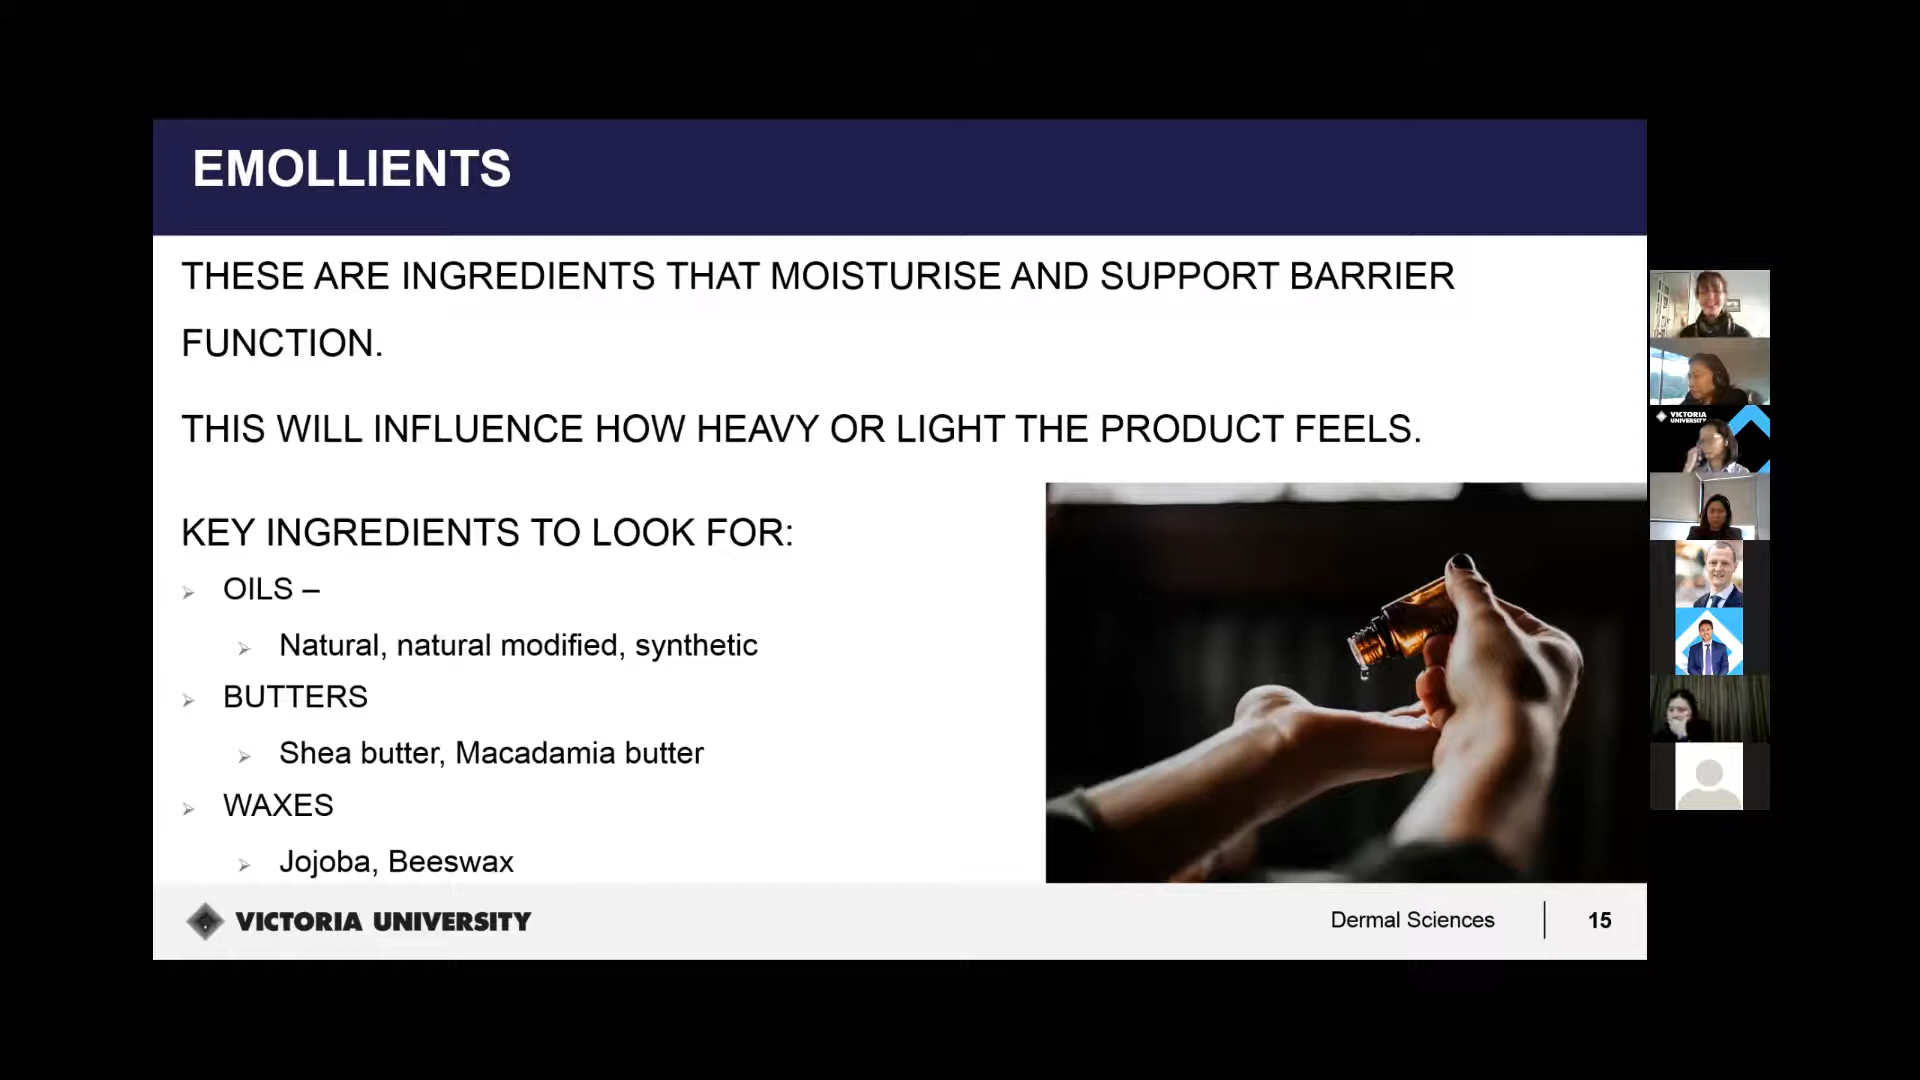 EMOLLIENTS
THESE ARE INGREDIENTS THAT MOISTURISE AND SUPPORT BARRIER
FUNCTION.
THIS WILL INFLUENCE HOW HEAVY OR LIGHT THE PRODUCT FEELS.
KEY INGREDIENTS TO LOOK FOR:
OILS –
Natural, natural modified, synthetic
BUTTERS
Shea butter, Macadamia butter
WAXES
Jojoba, Beeswax
VICTORIA UNIVERSITY
Dermal Sciences
15
VICTORIA
UNIVERSITY